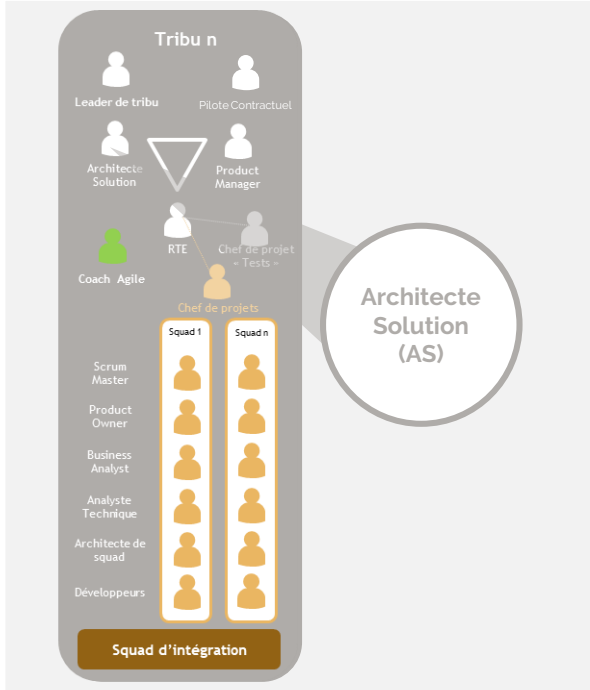 Tribu n
Leader de tribu
Pilote Contractuel
Architecte
Solution
Product
Manager
RTE
Chef de projet
« Tests »
Coach Agile
Chef de projets
Squad 1
Squad n
Scrum
Master
Product
Owner
Business
Analyst
Analyste
Technique
Architecte de
squad
Développeurs
Squad d’intégration
Architecte
Solution
(AS)